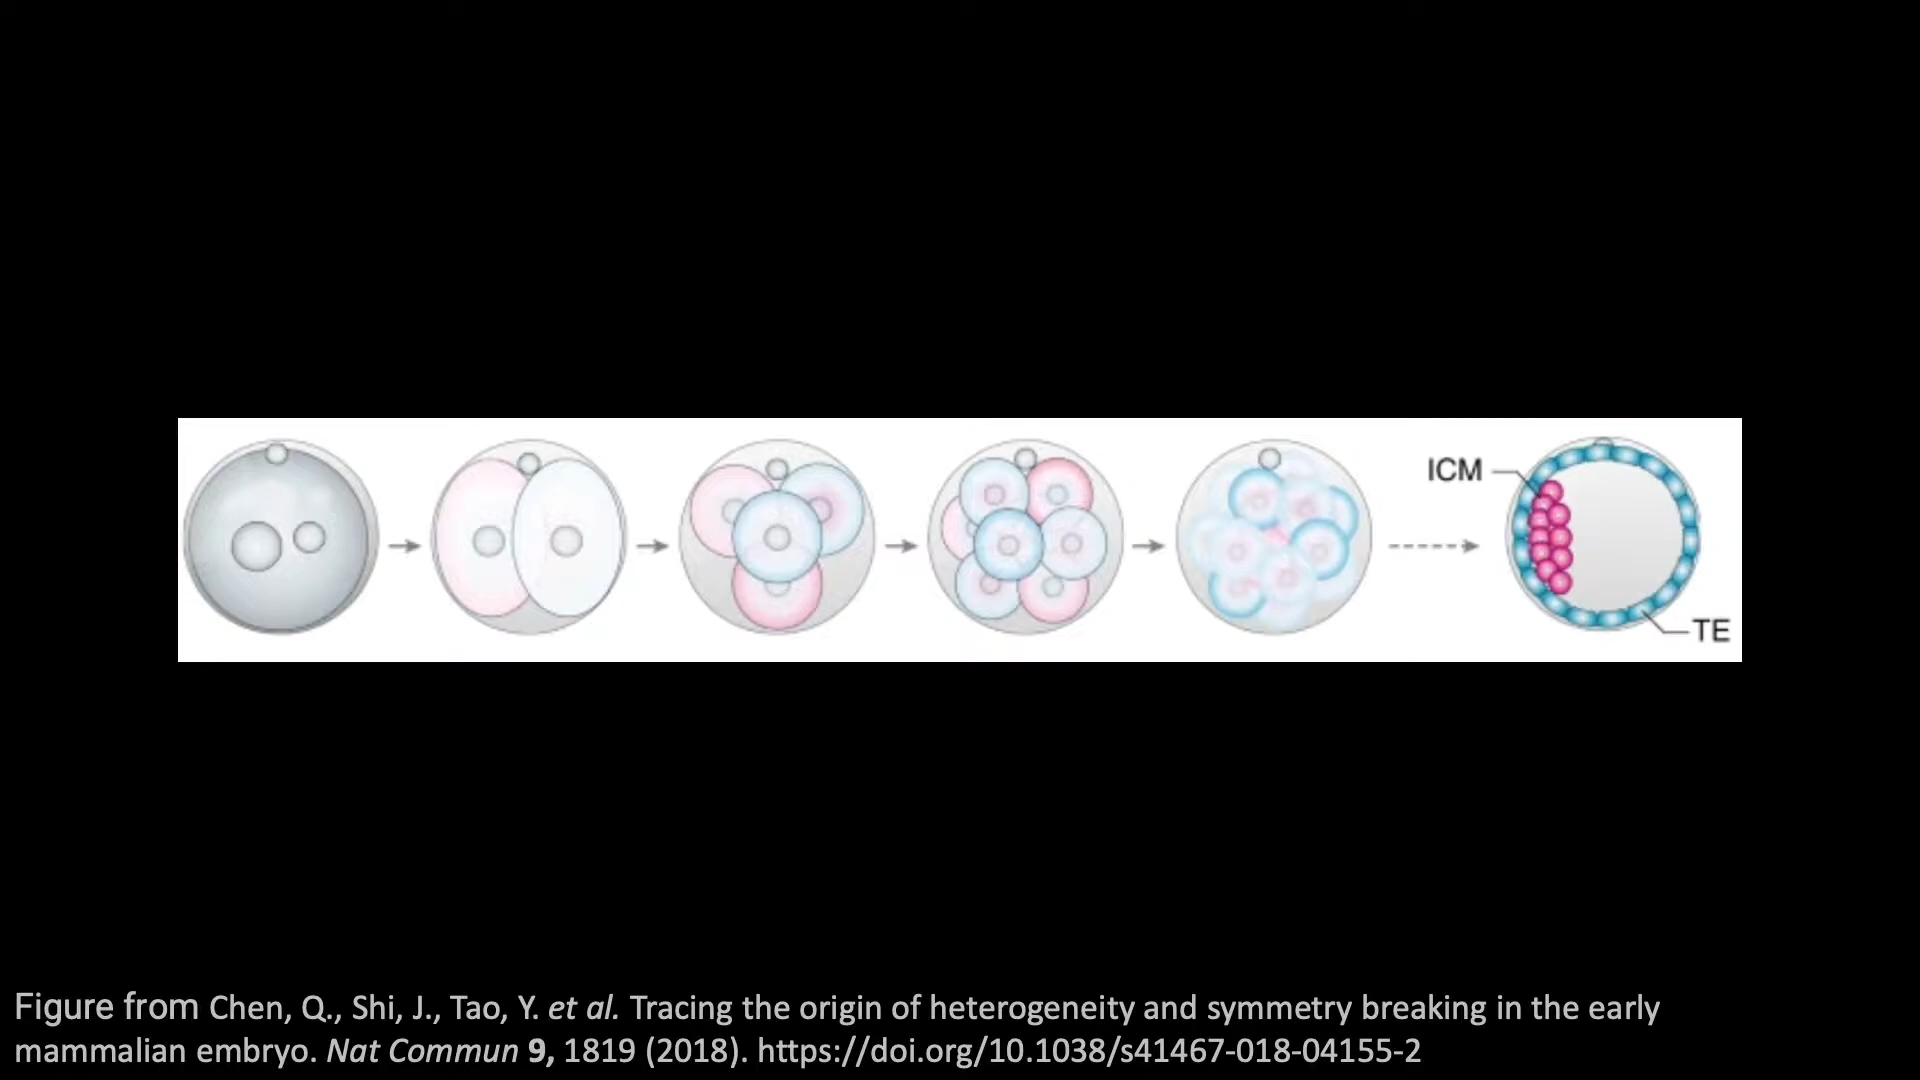 ICM
TE
Figure from Chen, Q., Shi, J., Tao, Y. et al. Tracing the origin of heterogeneity and symmetry breaking in the early
mammalian embryo. Nat Commun 9, 1819 (2018). https://doi.org/10.1038/s41467-018-04155-2